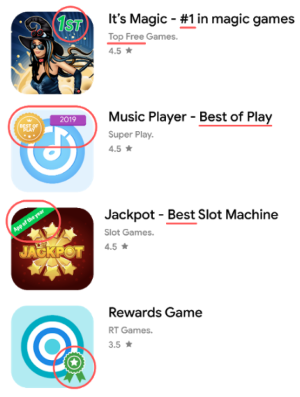 1ST
It's Magic - #1 in magic games
Top Free Games.
4.5 ★
BEST OF PLAY
2019
Music Player - Best of Play
Super Play.
4.5 ★
App of the year
JACKPOT
Jackpot - Best Slot Machine
Slot Games.
4.5 ★
Rewards Game
RT Games.
3.5 ★